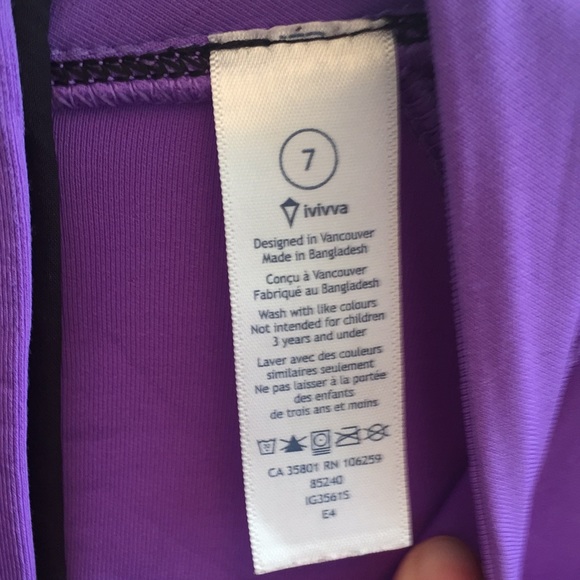 7
ivivva
Designed in Vancouver
Made in Bangladesh
Conçu à Vancouver
Fabriqué au Bangladesh
Wash with like colours
Not intended for children
3 years and under
Laver avec des couleurs
similaires seulement
Ne pas laisser à la portée
des enfants
de trois ans et moins
CA 35801 RN 106259
85240
IG3561S
E4